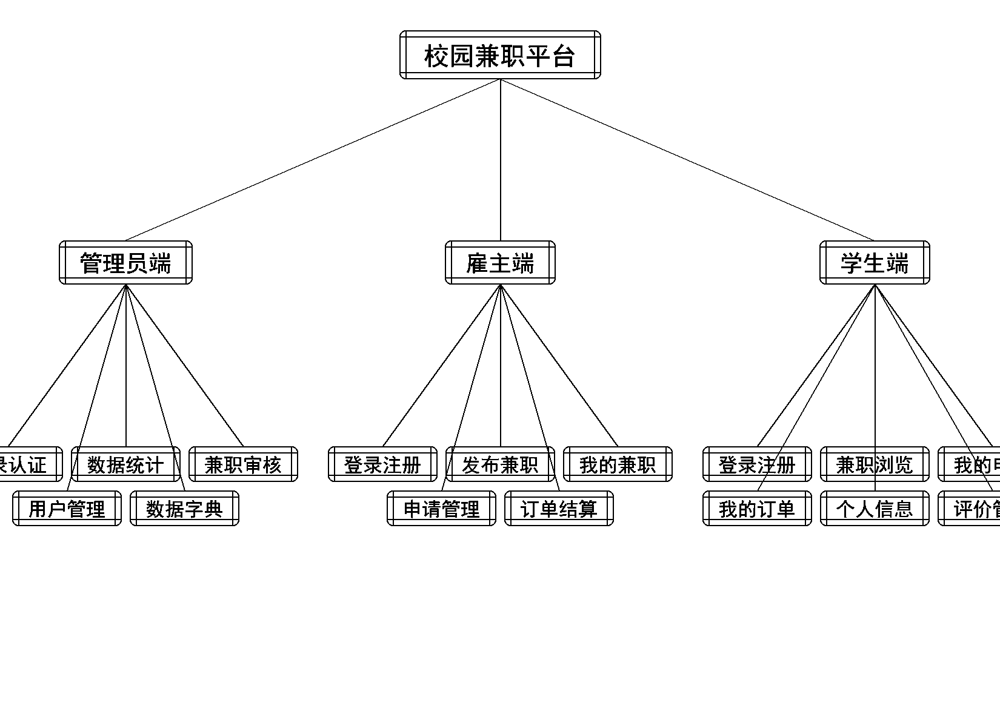 校园兼职平台
管理员端
雇主端
学生端
录认证
数据统计
兼职审核
登录注册
发布兼职
我的兼职
登录注册
兼职浏览
我的申
用户管理
数据字典
申请管理
订单结算
我的订单
个人信息
评价管